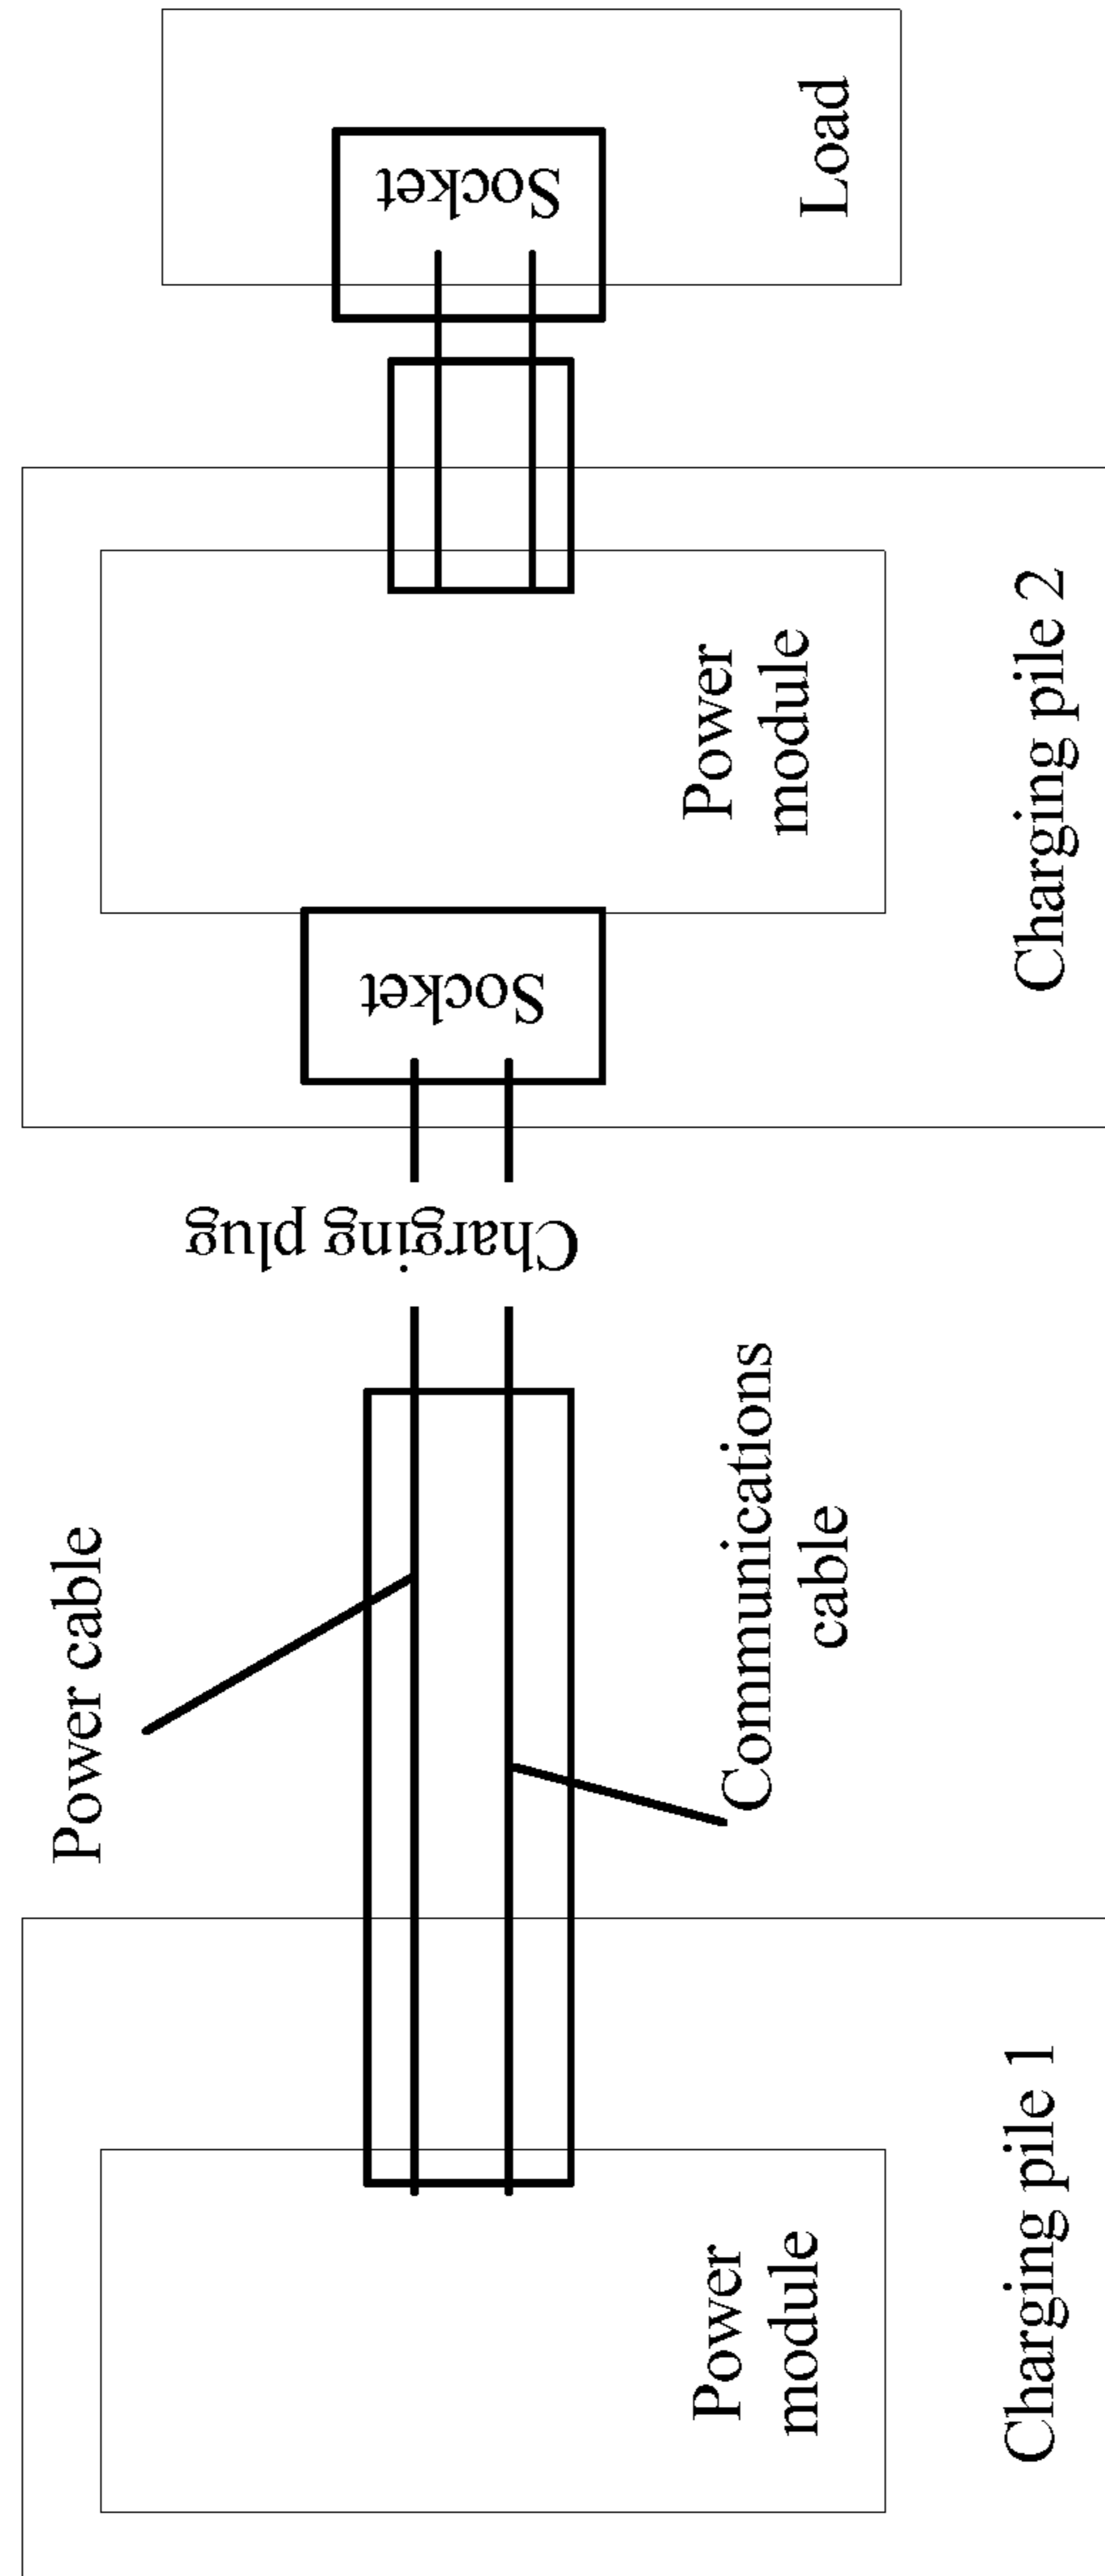 Power cable
Charging plug
Socket
Socket
Power
module
Communications
cable
Power
module
Load
Charging pile 1
Charging pile 2